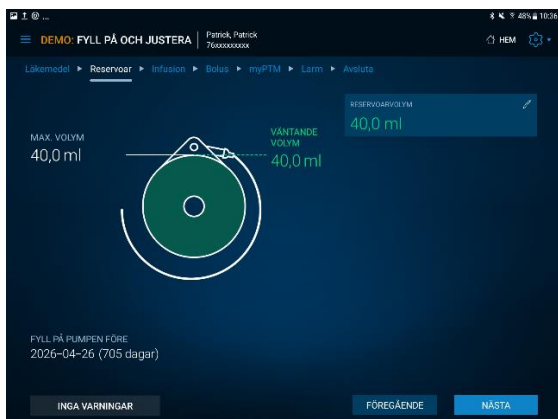 48% 10:36
DEMO: FYLL PÅ OCH JUSTERA
Patrick, Patrick
76xxxxxxxxx
HEM
Läkemedel ▶ Reservoar ▶ Infusion ▶ Bolus ▶ myPTM ▶ Larm ▶ Avsluta
MAX. VOLYM
40,0 ml
VÄNTANDE
VOLYM
40,0 ml
RESERVOARVOLYM
40,0 ml
FYLL PÅ PUMPEN FÖRE
2026-04-26 (705 dagar)
INGA VARNINGAR
FÖREGÅENDE
NÄSTA